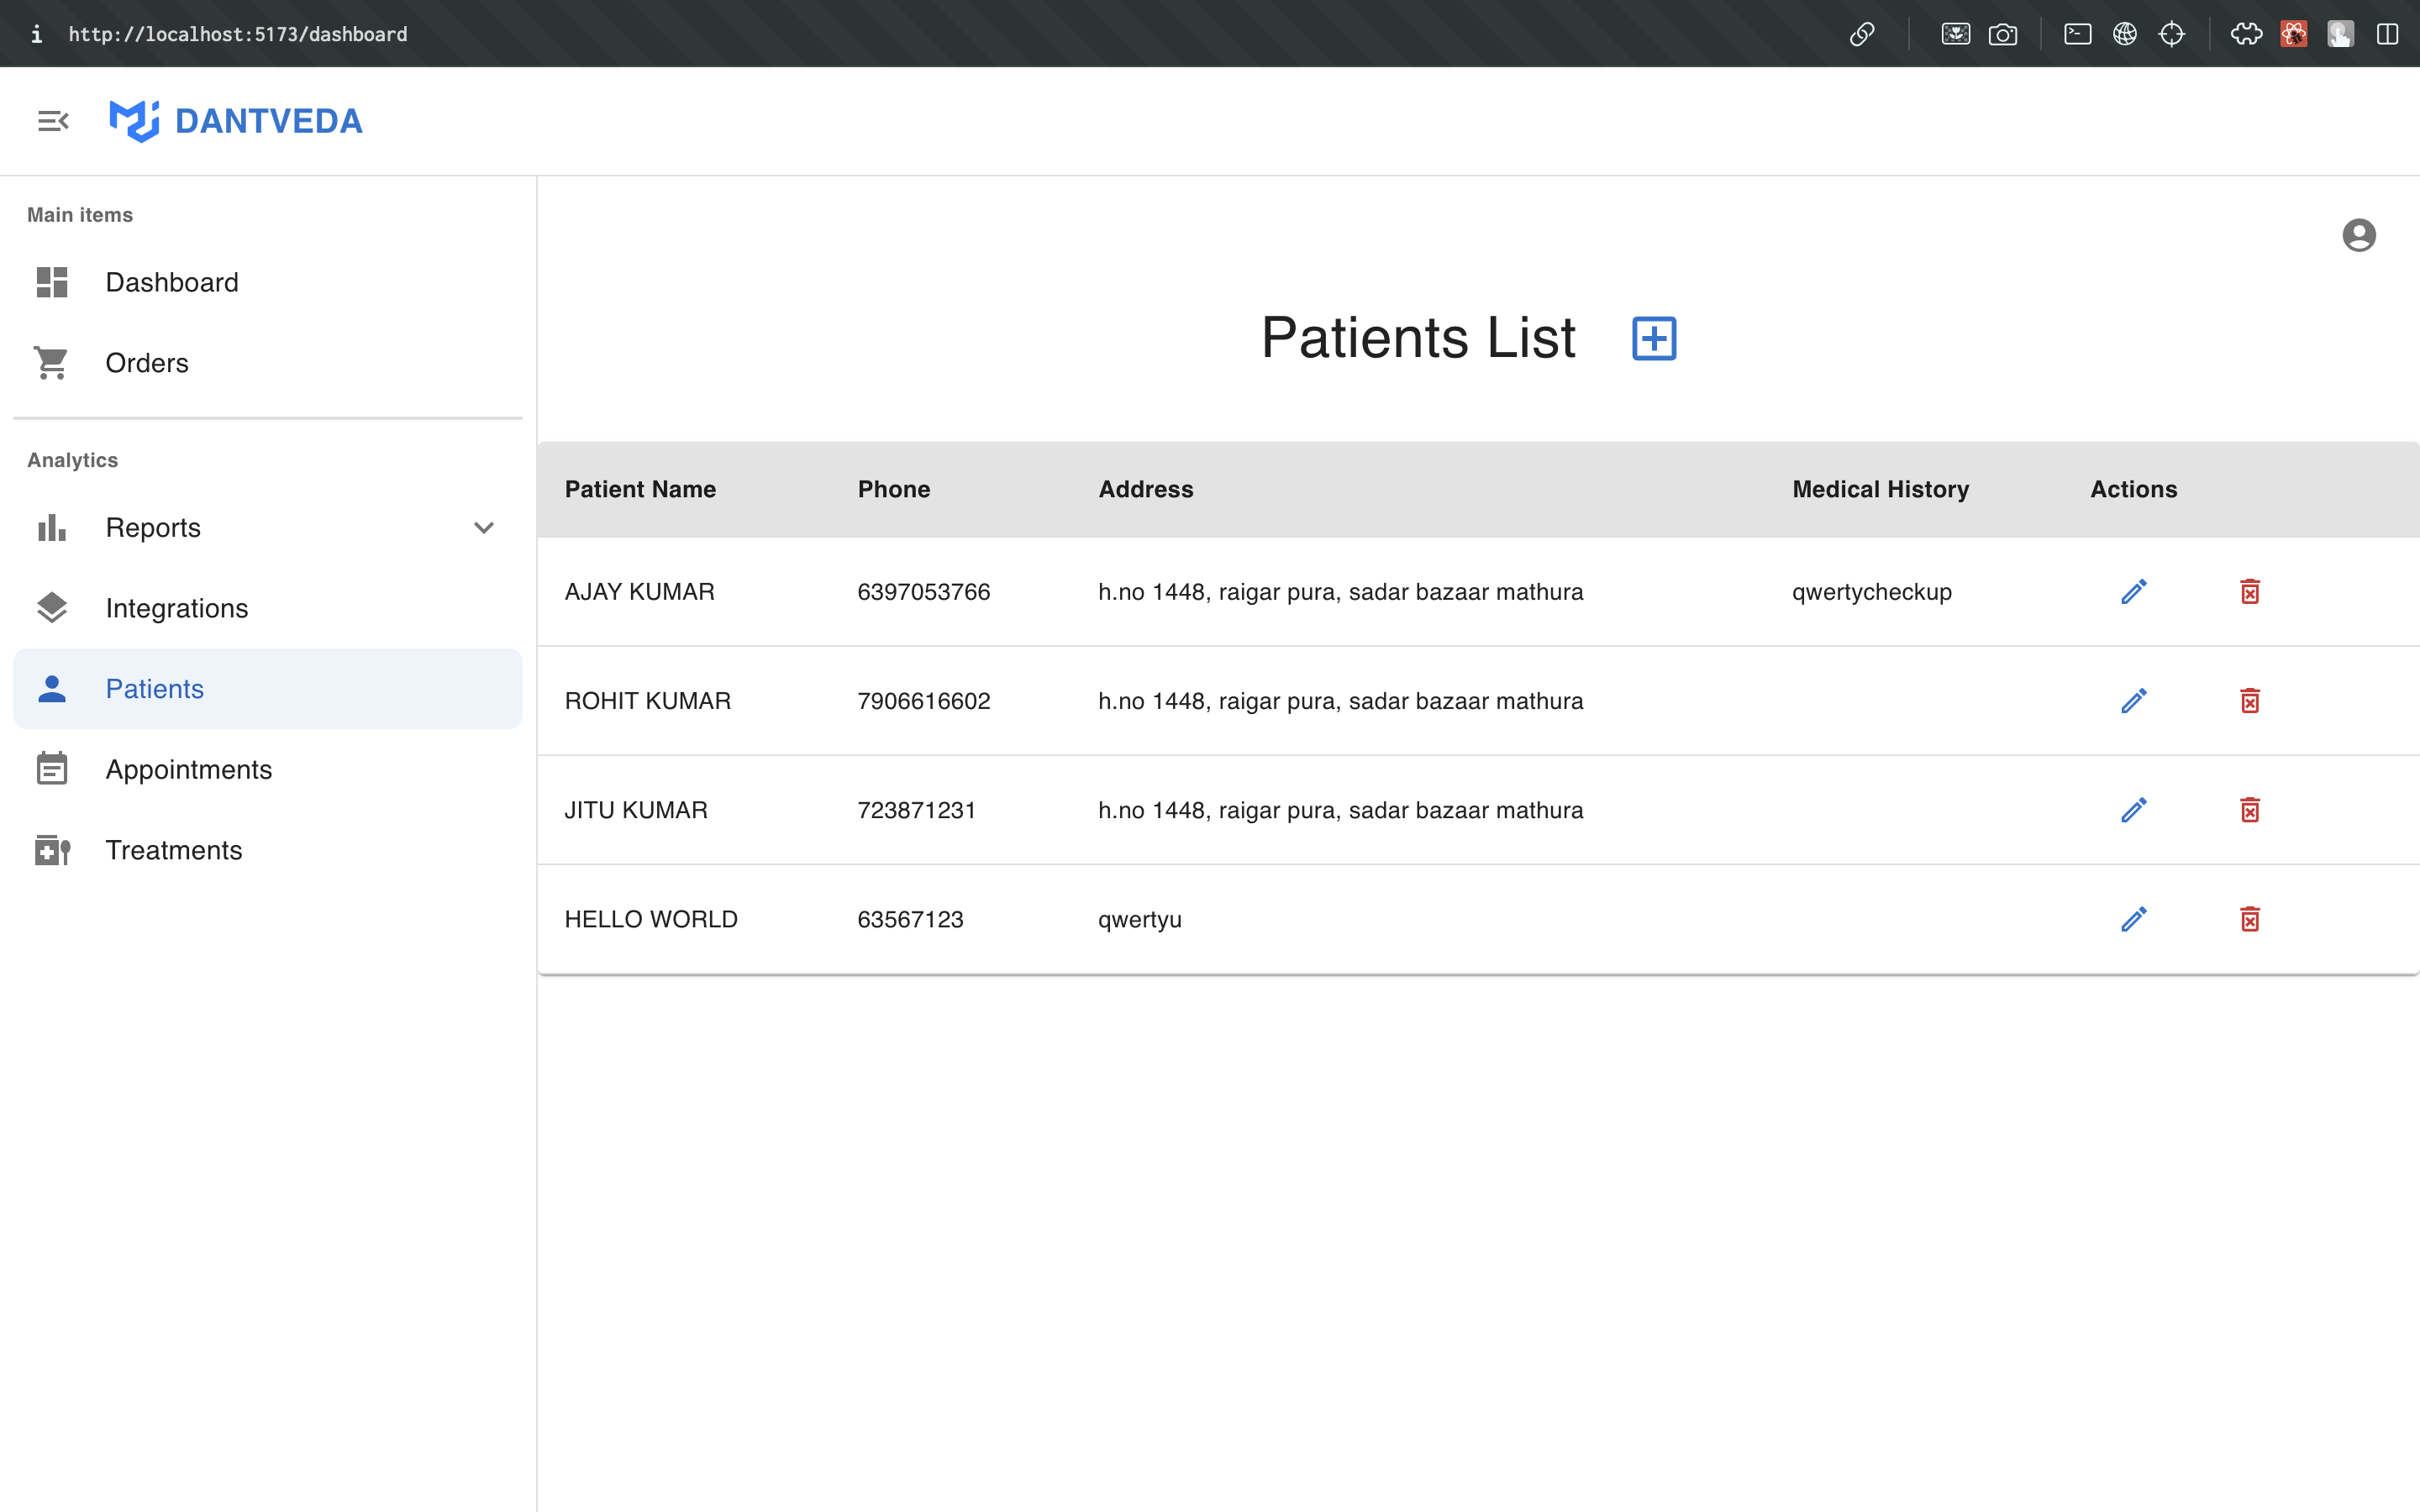 http://localhost:5173/dashboard
DANTVEDA
Main items
Dashboard
Orders
Analytics
Reports
Integrations
Patients
Appointments
Treatments
Patients List
Patient Name Phone Address Medical History Actions
AJAY KUMAR 6397053766 h.no 1448, raigar pura, sadar bazaar mathura qwertycheckup
ROHIT KUMAR 7906616602 h.no 1448, raigar pura, sadar bazaar mathura
JITU KUMAR 723871231 h.no 1448, raigar pura, sadar bazaar mathura
HELLO WORLD 63567123 qwertyu